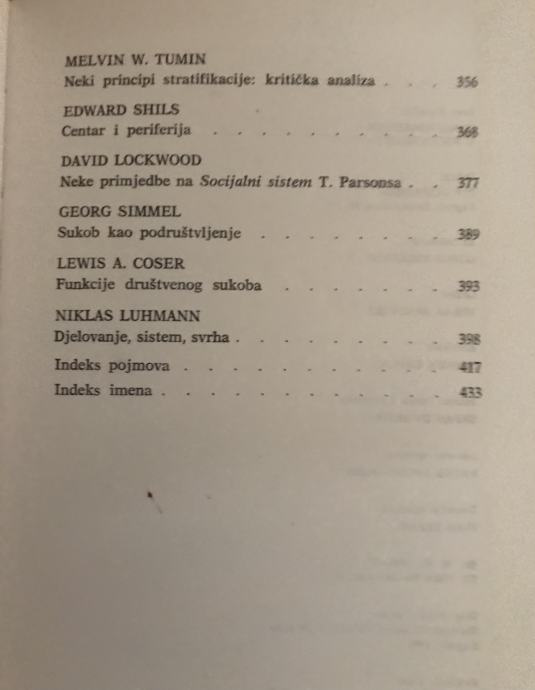 MELVIN W. TUMIN
Neki principi stratifikacije: kritička analiza . . . 356
EDWARD SHILS
Centar i periferija . . . . . . . . . . 368
DAVID LOCKWOOD
Neke primjedbe na Socijalni sistem T. Parsonsa . . 377
GEORG SIMMEL
Sukob kao podruštvljenje . . . . . . . . 389
LEWIS A. COSER
Funkcije društvenog sukoba . . . . . . . 393
NIKLAS LUHMANN
Djelovanje, sistem, svrha . . . . . . . . . 398
Indeks pojmova . . . . . . . . . . . . 417
Indeks imena . . . . . . . . . . . . . 433